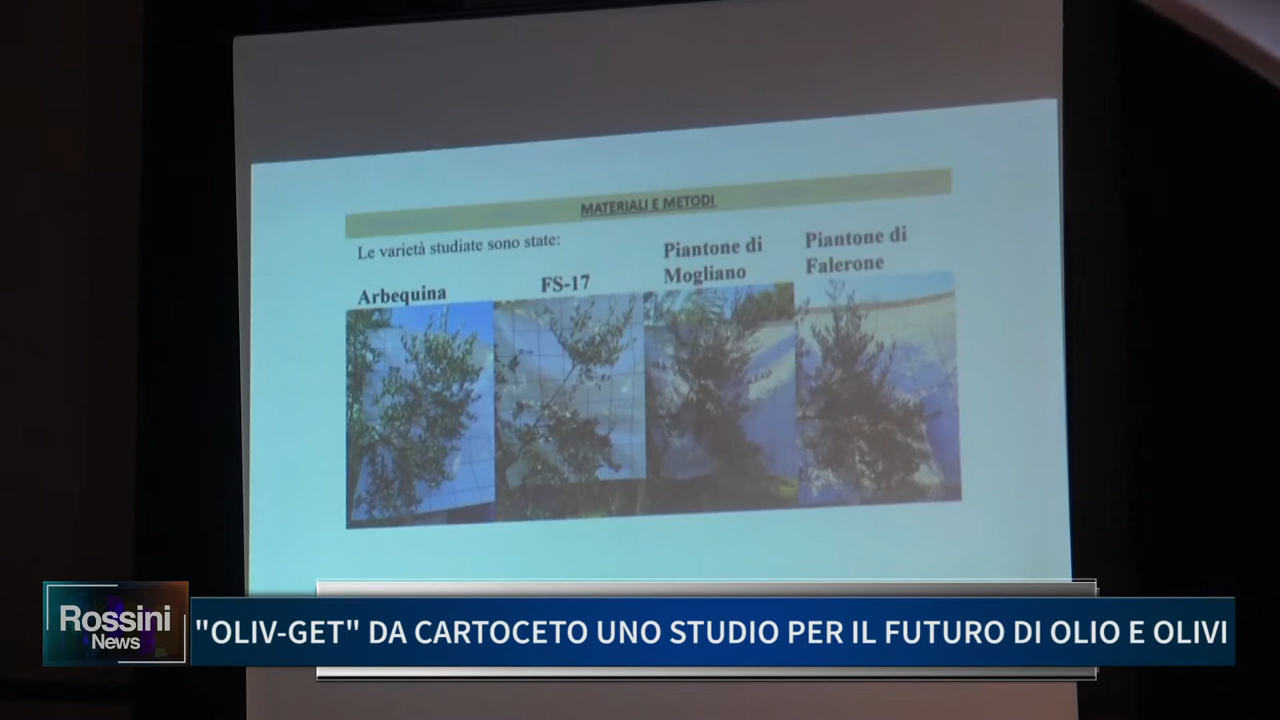 MATERIALI E METODI
Le varietà studiate sono state:
Arbequina
FS-17
Piantone di
Mogliano
Piantone di
Falerone
Rossini
News
"OLIV-GET" DA CARTOCETO UNO STUDIO PER IL FUTURO DI OLIO E OLIVI